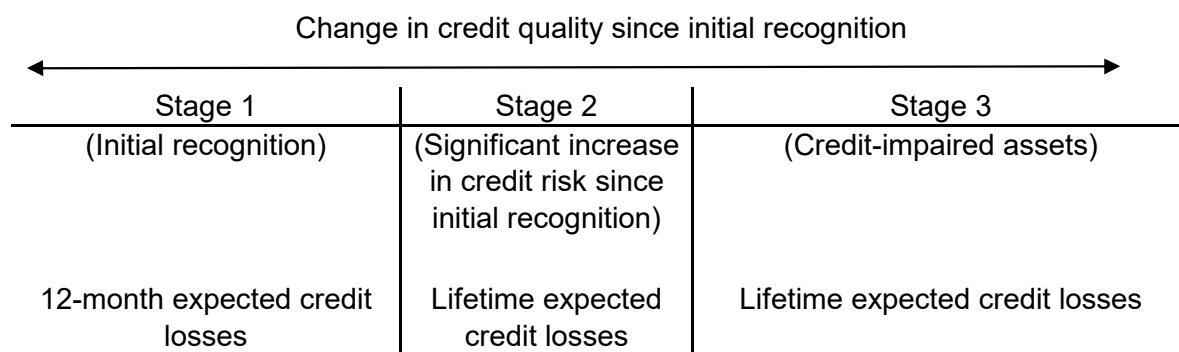 Change in credit quality since initial recognition
Stage 1
Stage 2
Stage 3
(Initial recognition)
(Significant increase
in credit risk since
initial recognition)
(Credit-impaired assets)
12-month expected credit
losses
Lifetime expected
credit losses
Lifetime expected credit losses